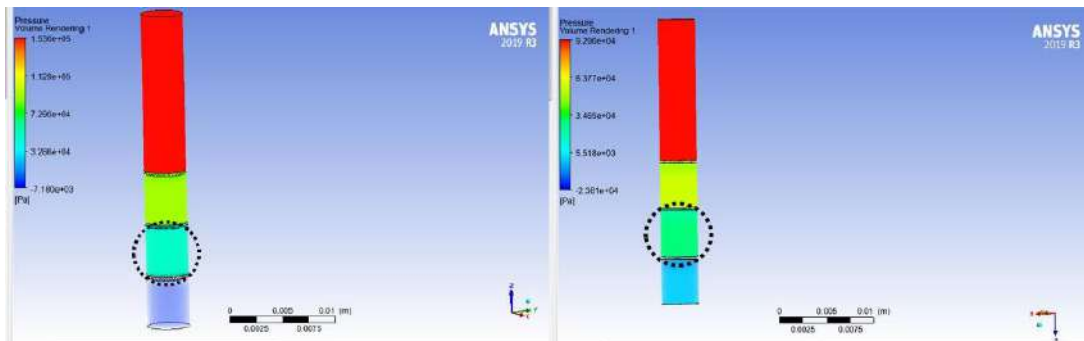 Pressure
Volume Rendering 1
1.536e+05
1.129e+05
7.266e+04
3.266e+04
-7.160e+03
[Pa]
ANSYS
2019 R3
0 0.005 0.01 (m)
0.0025 0.0075
Z
Y
Pressure
Volume Rendering 1
9.290e+04
6.377e+04
3.465e+04
5.518e+03
-2.361e+04
[Pa]
ANSYS
2019 R3
0 0.005 0.01 (m)
0.0025 0.0075